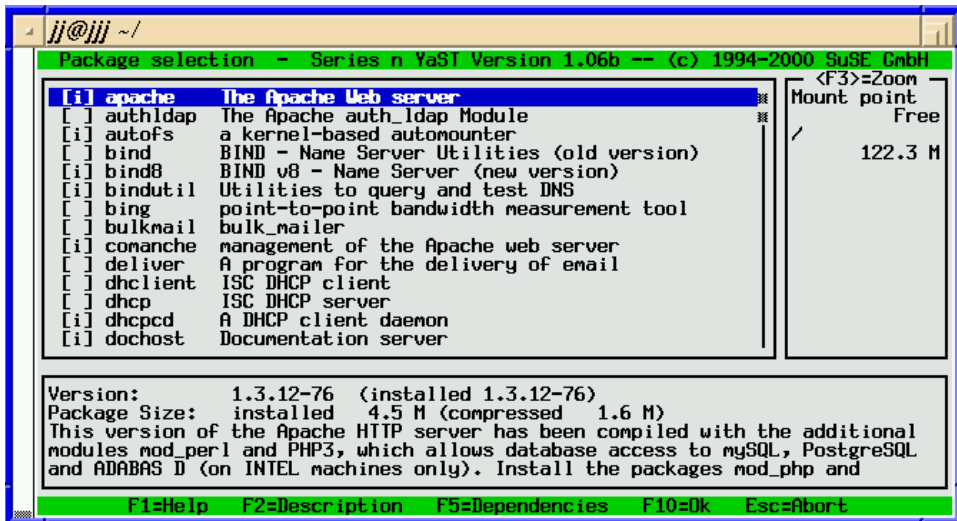 jj@jjj ~/
Package selection - Series n YaST Version 1.06b -- (c) 1994-2000 SuSE GmbH
<F3>=Zoom
[i] apache The Apache Web server
Mount point
[ ] authldap The Apache auth_ldap Module
Free
[i] autofs a kernel-based automounter
/
[ ] bind BIND - Name Server Utilities (old version)
122.3 M
[i] bind8 BIND v8 - Name Server (new version)
[i] bindutil Utilities to query and test DNS
[ ] bing point-to-point bandwidth measurement tool
[ ] bulkmail bulk_mailer
[i] comanche management of the Apache web server
[ ] deliver A program for the delivery of email
[ ] dhclient ISC DHCP client
[ ] dhcp ISC DHCP server
[i] dhcpcd A DHCP client daemon
[i] dochost Documentation server
Version: 1.3.12-76 (installed 1.3.12-76)
Package Size: installed 4.5 M (compressed 1.6 M)
This version of the Apache HTTP server has been compiled with the additional
modules mod_perl and PHP3, which allows database access to mySQL, PostgreSQL
and ADABAS D (on INTEL machines only). Install the packages mod_php and
F1=Help F2=Description F5=Dependencies F10=Ok Esc=Abort